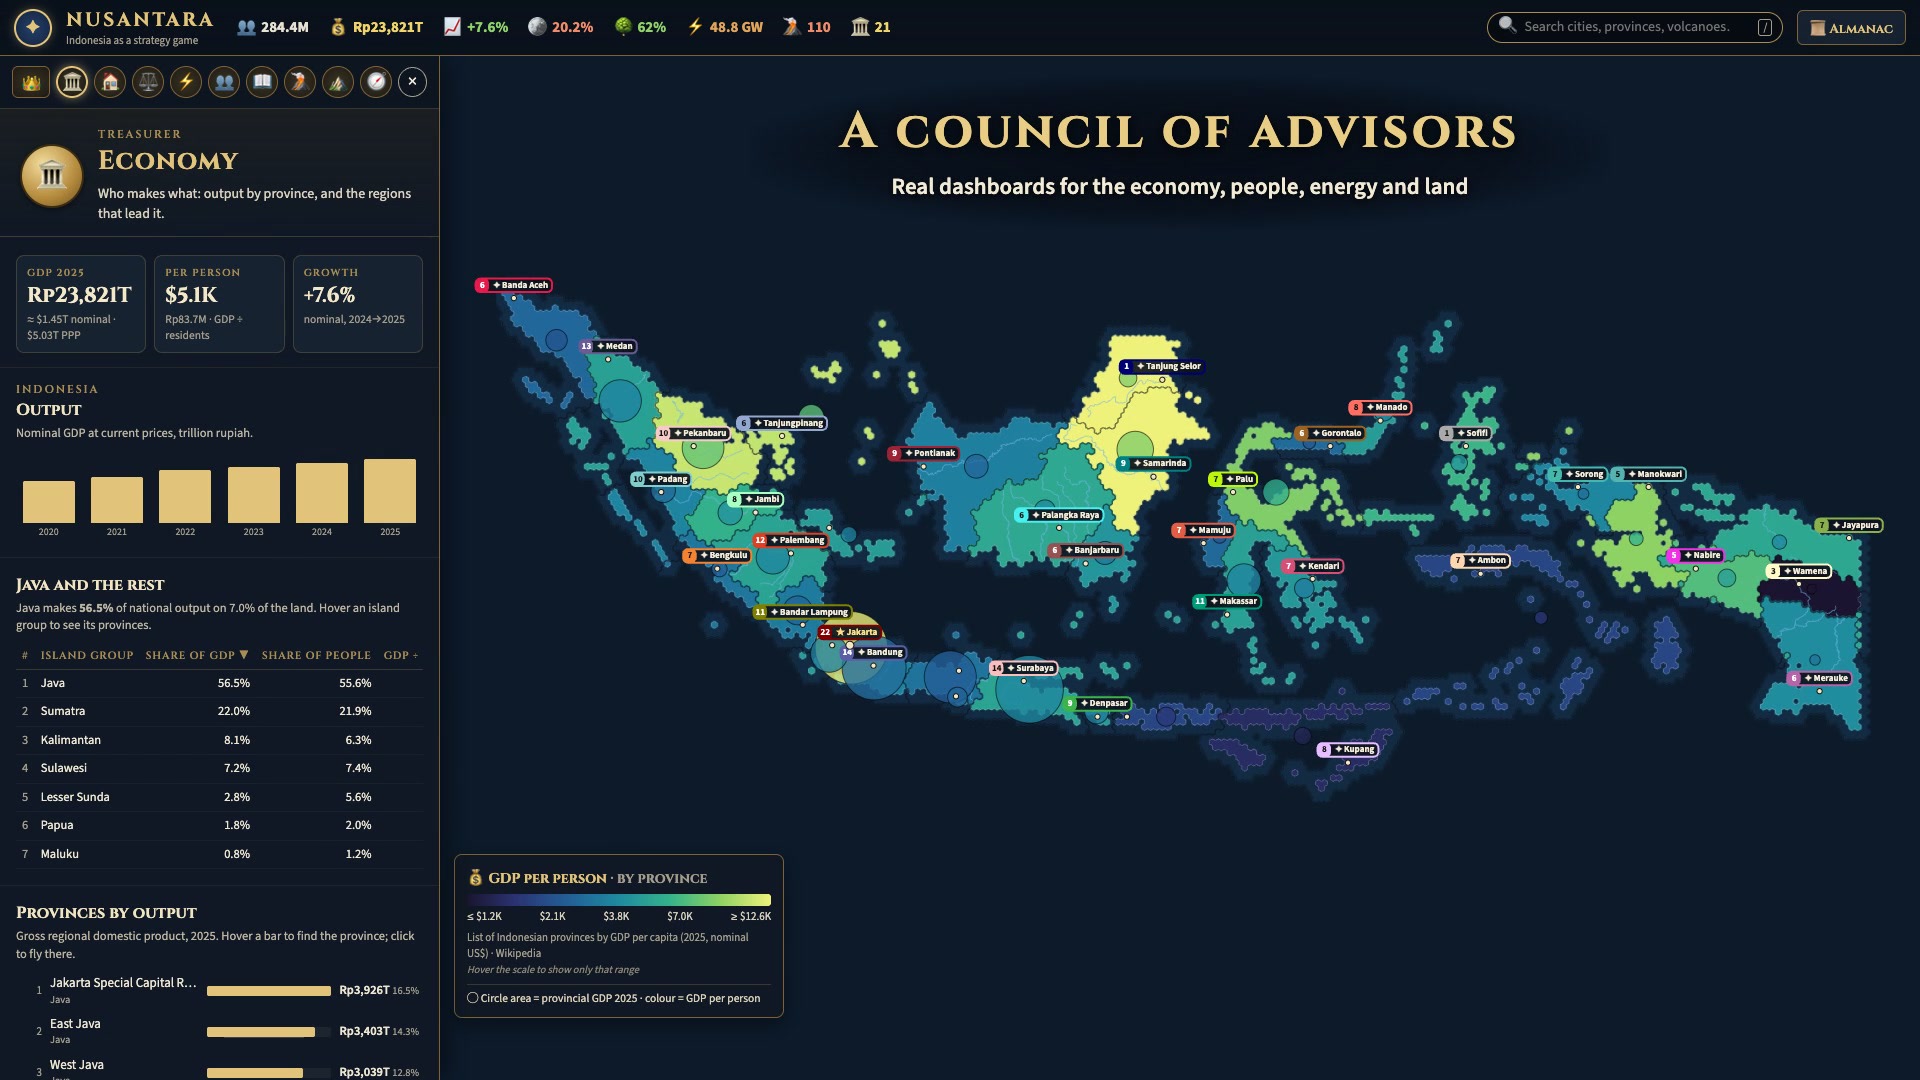 NUSANTARA
Indonesia as a strategy game
284.4M
Rp23,821T
+7.6%
20.2%
62%
48.8 GW
110
21
Search cities, provinces, volcanoes.
/
ALMANAC
TREASURER
ECONOMY
Who makes what: output by province, and the regions
that lead it.
GDP 2025
RP23,821T
≈ $1.45T nominal ·
$5.03T PPP
PER PERSON
$5.1K
Rp83.7M · GDP ÷
residents
GROWTH
+7.6%
nominal, 2024→2025
INDONESIA
OUTPUT
Nominal GDP at current prices, trillion rupiah.
2020 2021 2022 2023 2024 2025
JAVA AND THE REST
Java makes 56.5% of national output on 7.0% of the land. Hover an island
group to see its provinces.
# ISLAND GROUP SHARE OF GDP ▼ SHARE OF PEOPLE GDP ÷
1 Java 56.5% 55.6%
2 Sumatra 22.0% 21.9%
3 Kalimantan 8.1% 6.3%
4 Sulawesi 7.2% 7.4%
5 Lesser Sunda 2.8% 5.6%
6 Papua 1.8% 2.0%
7 Maluku 0.8% 1.2%
PROVINCES BY OUTPUT
Gross regional domestic product, 2025. Hover a bar to find the province; click
to fly there.
1 Jakarta Special Capital R... Rp3,926T 16.5%
Java
2 East Java Rp3,403T 14.3%
Java
3 West Java Rp3,039T 12.8%
Java
A COUNCIL OF ADVISORS
Real dashboards for the economy, people, energy and land
6 Banda Aceh
13 Medan
1 Tanjung Selor
8 Manado
6 Tanjungpinang
10 Pekanbaru
6 Gorontalo
1 Sofifi
9 Pontianak
9 Samarinda
10 Padang
7 Palu
7 Sorong
5 Manokwari
8 Jambi
6 Palangka Raya
7 Jayapura
7 Mamuju
12 Palembang
6 Banjarbaru
7 Bengkulu
5 Nabire
7 Ambon
7 Kendari
3 Wamena
11 Makassar
11 Bandar Lampung
22 Jakarta
14 Bandung
14 Surabaya
6 Merauke
9 Denpasar
8 Kupang
GDP PER PERSON · BY PROVINCE
≤ $1.2K $2.1K $3.8K $7.0K ≥ $12.6K
List of Indonesian provinces by GDP per capita (2025, nominal
US$) · Wikipedia
Hover the scale to show only that range
Circle area = provincial GDP 2025 · colour = GDP per person